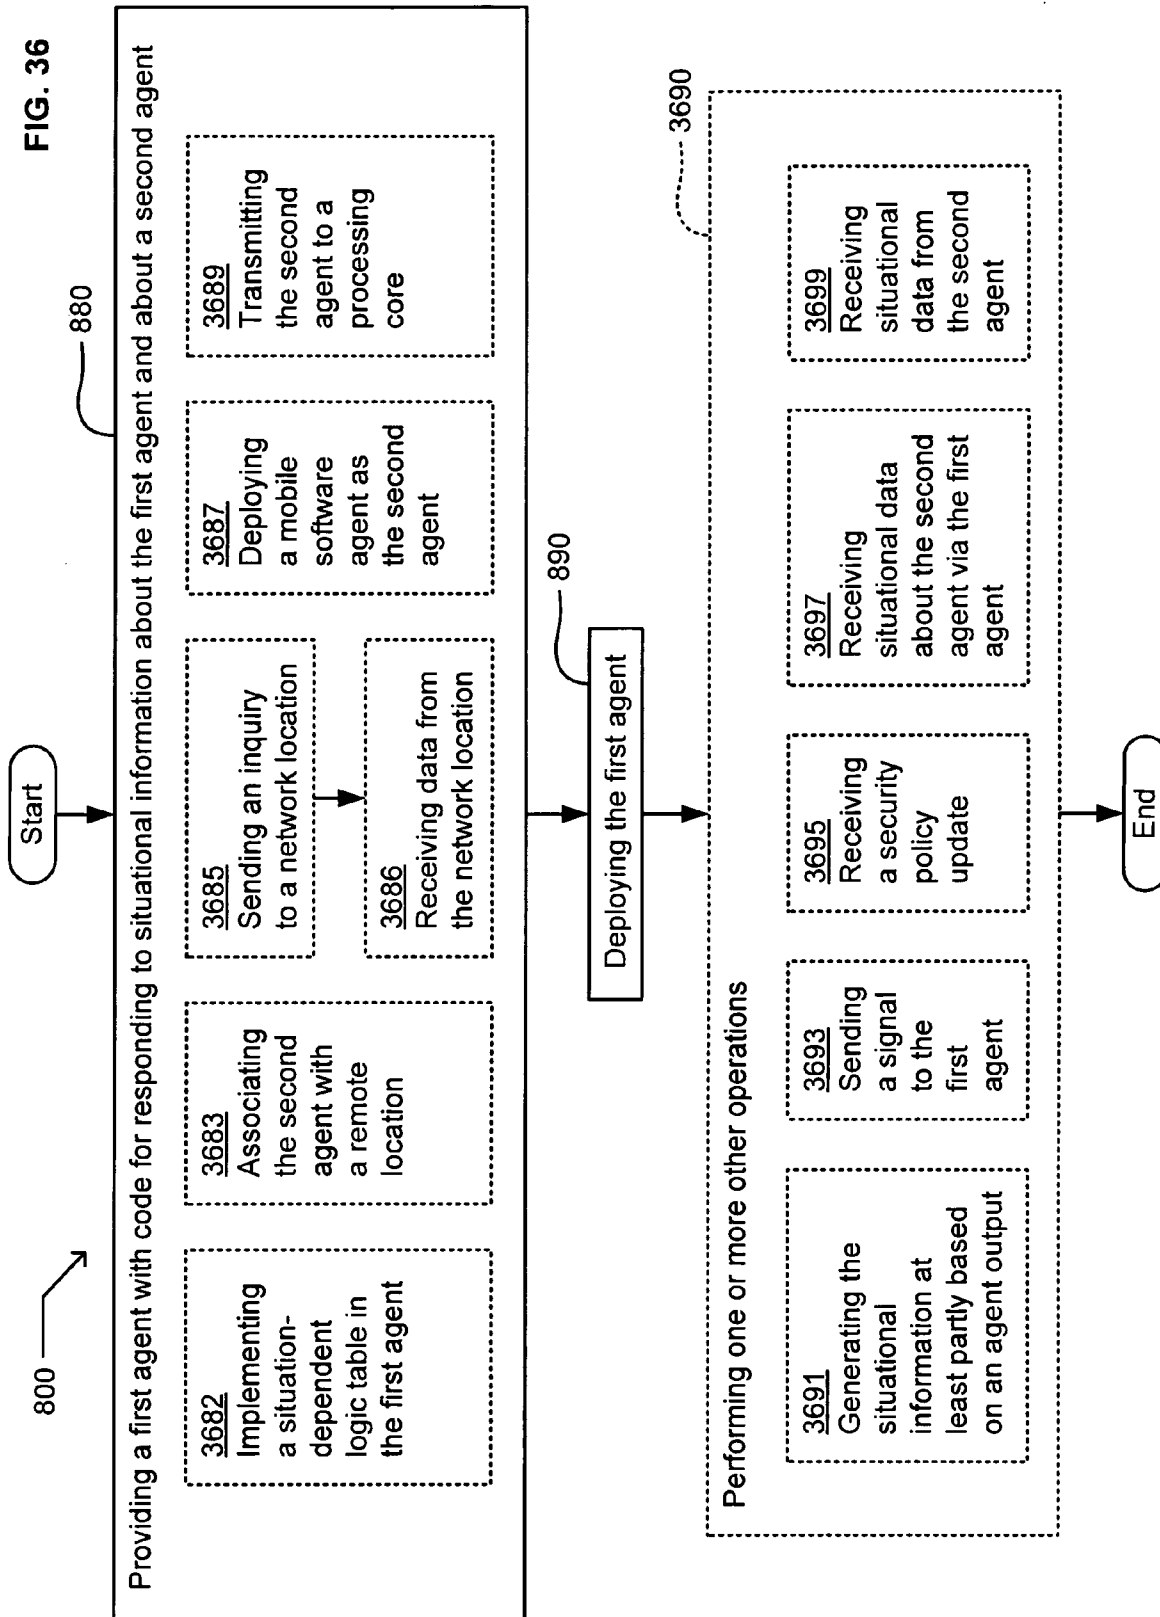 FIG. 36
800
Start
880
Providing a first agent with code for responding to situational information about the first agent and about a second agent
3682
Implementing
a situation-
dependent
logic table in
the first agent
3683
Associating
the second
agent with
a remote
location
3685
Sending an inquiry
to a network location
3686
Receiving data from
the network location
3687
Deploying
a mobile
software
agent as
the second
agent
3689
Transmitting
the second
agent to a
processing
core
890
Deploying the first agent
3690
Performing one or more other operations
3691
Generating the
situational
information at
least partly based
on an agent output
3693
Sending
a signal
to the
first
agent
3695
Receiving
a security
policy
update
3697
Receiving
situational data
about the second
agent via the first
agent
3699
Receiving
situational
data from
the second
agent
End